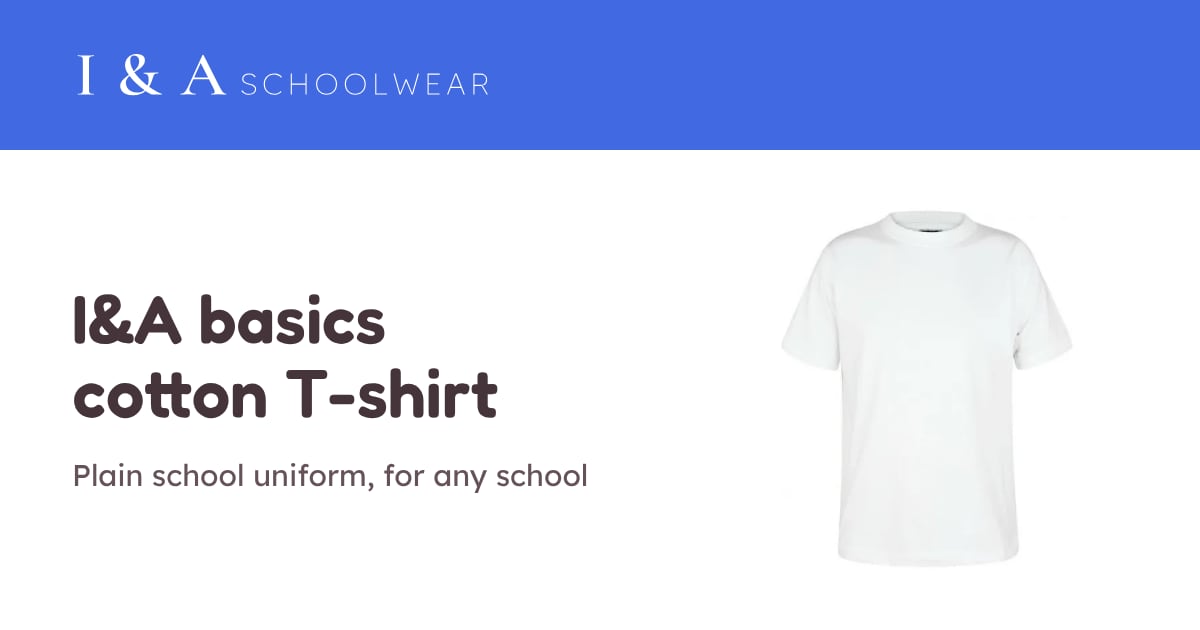 I & A SCHOOLWEAR
I&A basics
cotton T-shirt
Plain school uniform, for any school